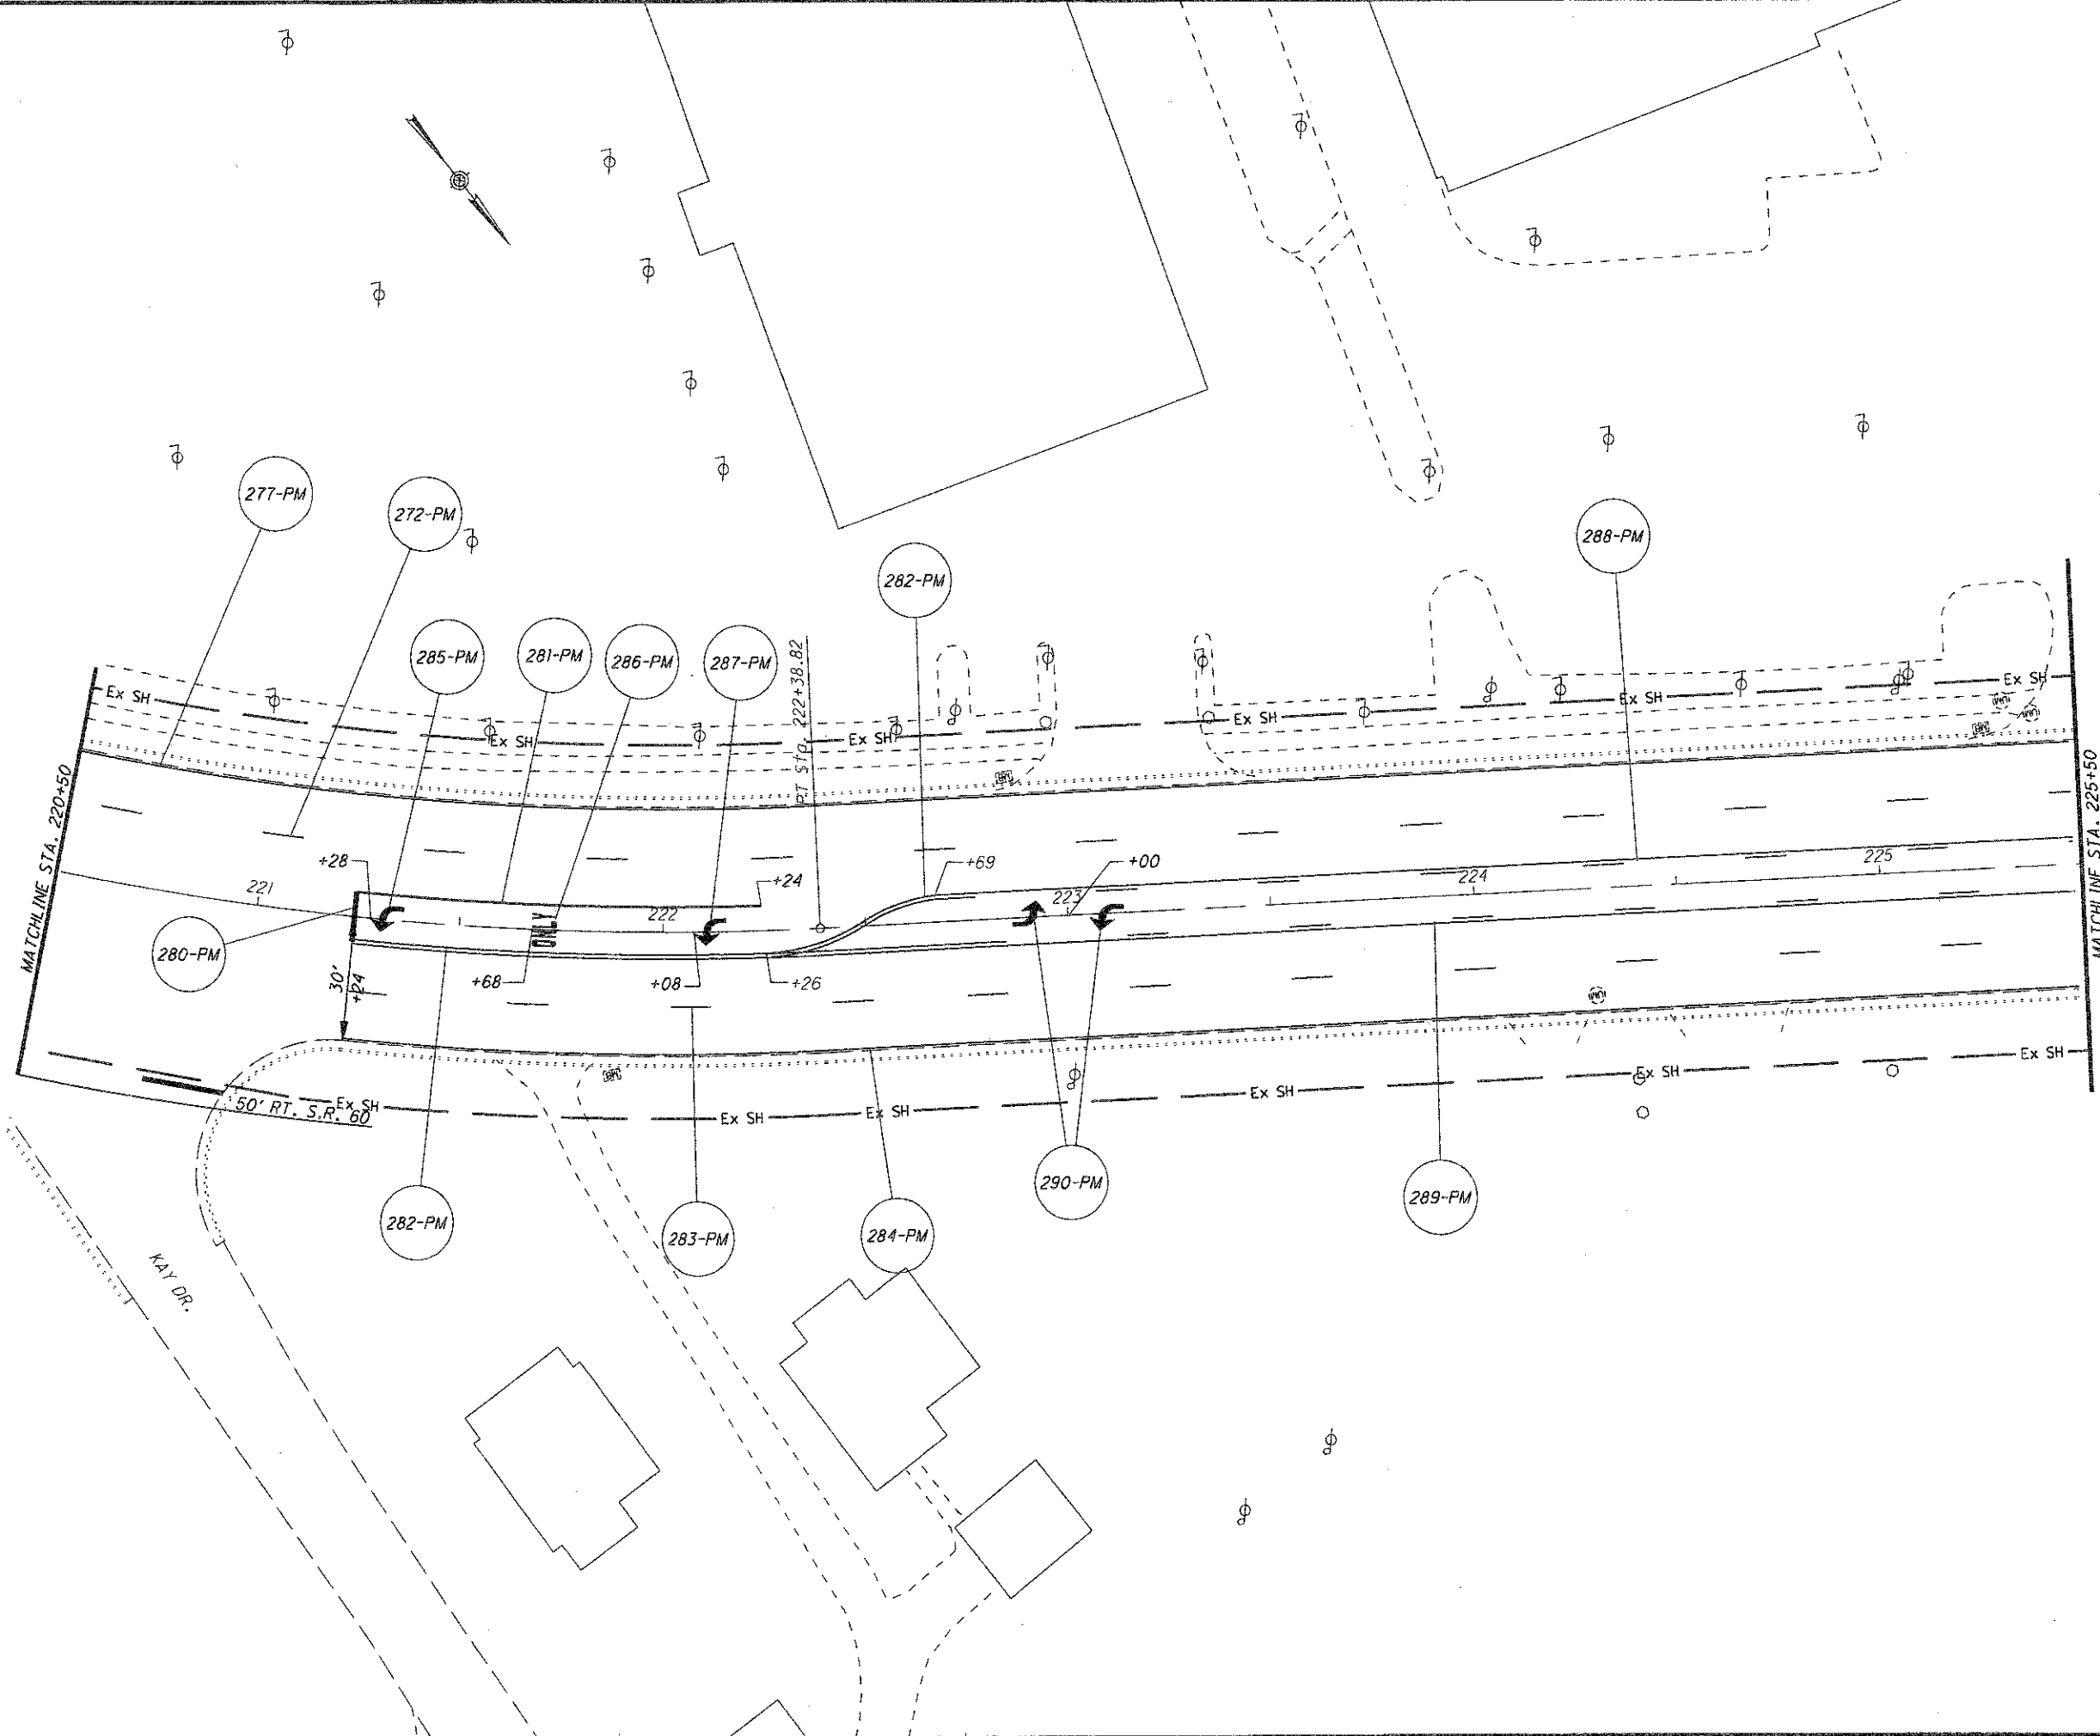 277-PM
272-PM
288-PM
282-PM
285-PM
281-PM
286-PM
287-PM
P.T Sta. 222+38.82
Ex SH
Ex SH
Ex SH
Ex SH
Ex SH
Ex SH
MATCHLINE STA. 220+50
MATCHLINE STA. 225+50
+28
221
+24
222
ONLY
+69
223
+00
224
225
280-PM
30'
+24
+68
+08
+26
50' RT. S.R. 60
Ex SH
Ex SH
Ex SH
Ex SH
Ex SH
Ex SH
282-PM
283-PM
284-PM
290-PM
289-PM
KAY DR.